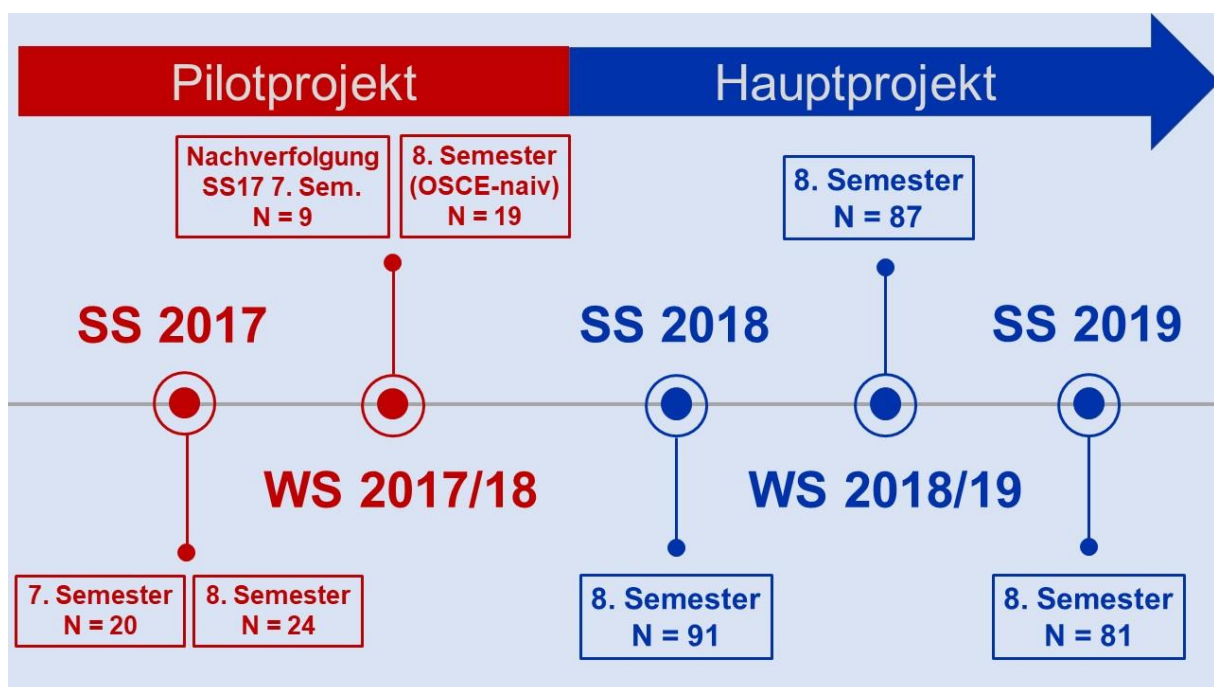 Pilotprojekt
Hauptprojekt
Nachverfolgung
SS17 7. Sem.
N = 9
8. Semester
(OSCE-naiv)
N = 19
8. Semester
N = 87
SS 2017
SS 2018
SS 2019
WS 2017/18
WS 2018/19
7. Semester
N = 20
8. Semester
N = 24
8. Semester
N = 91
8. Semester
N = 81